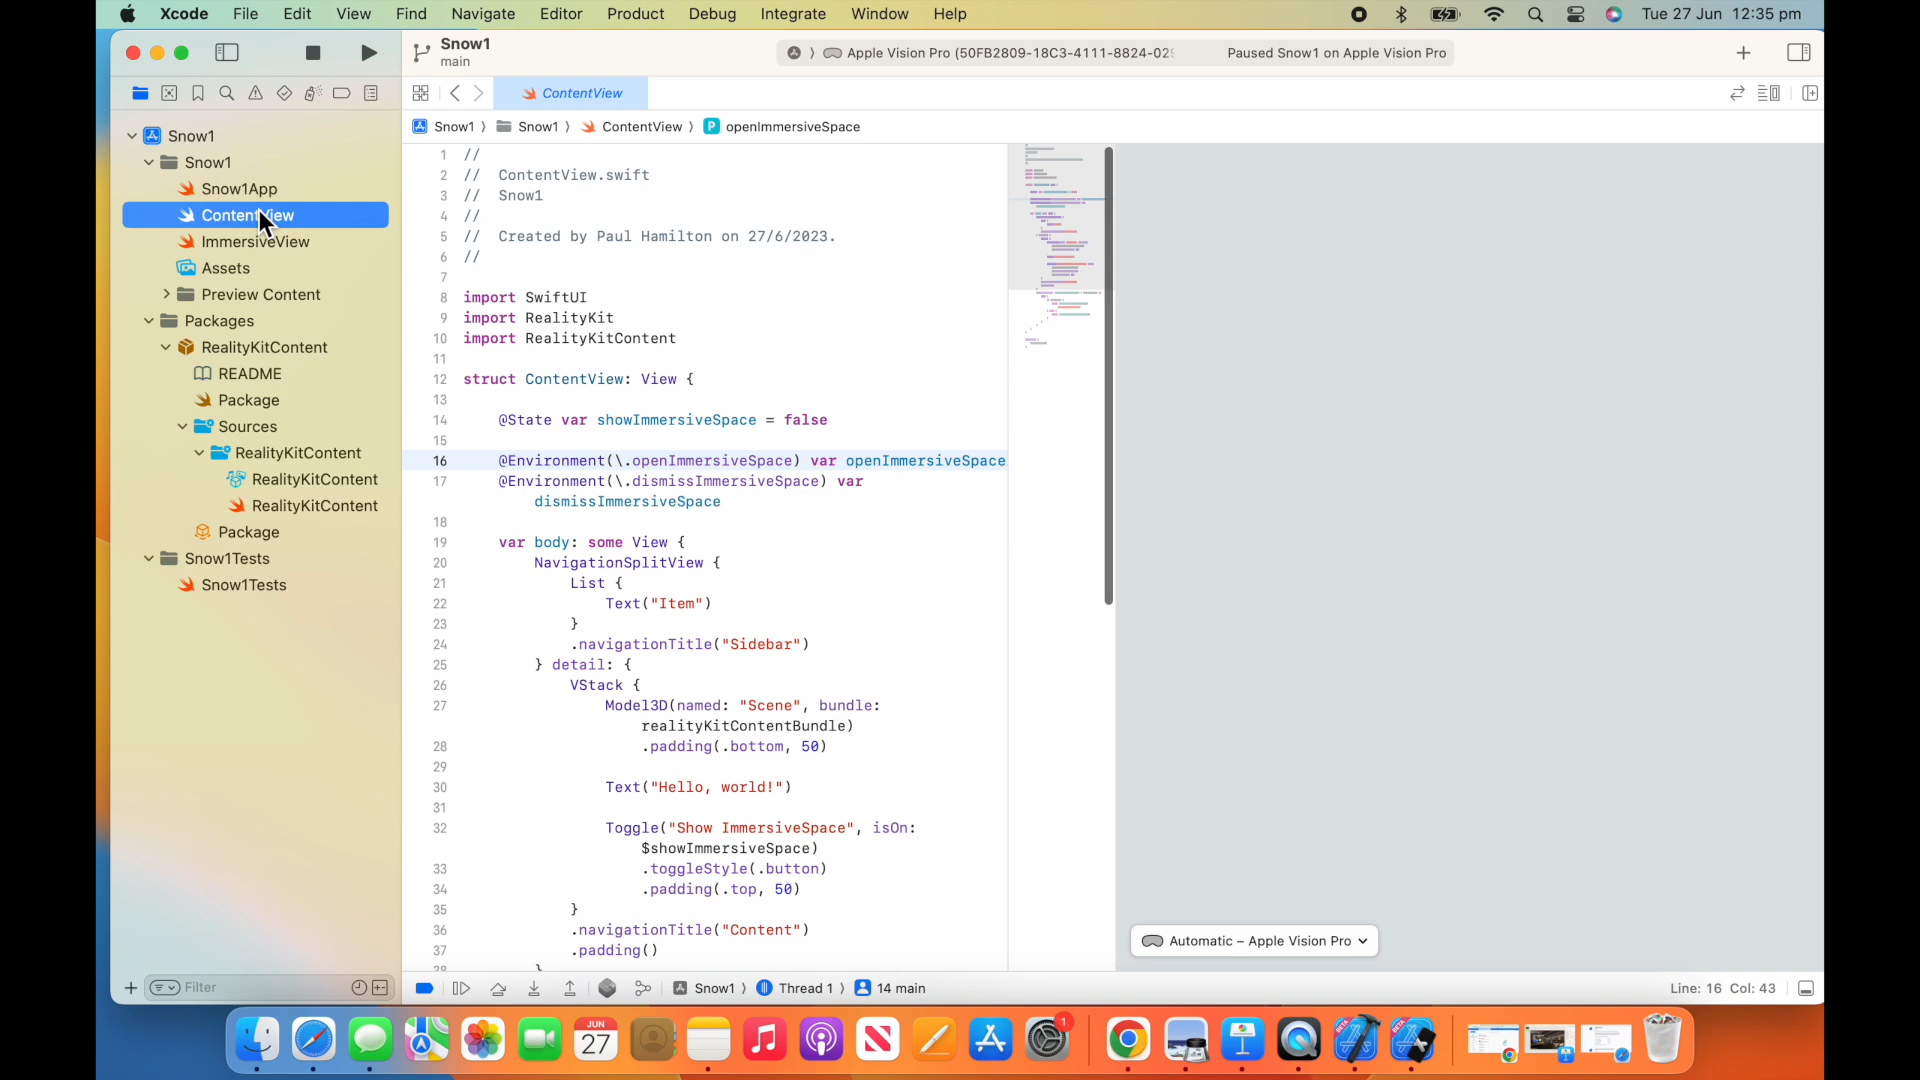 Xcode File Edit View Find Navigate Editor Product Debug Integrate Window Help Tue 27 Jun 12:35 pm
Snow1
main
Apple Vision Pro (50FB2809-18C3-4111-8824-029 Paused Snow1 on Apple Vision Pro
ContentView
Snow1 Snow1 ContentView P openImmersiveSpace
Snow1
Snow1
Snow1App
ContentView
ImmersiveView
Assets
Preview Content
Packages
RealityKitContent
README
Package
Sources
RealityKitContent
RealityKitContent
RealityKitContent
Package
Snow1Tests
Snow1Tests
Filter
1 //
2 // ContentView.swift
3 // Snow1
4 //
5 // Created by Paul Hamilton on 27/6/2023.
6 //
7
8 import SwiftUI
9 import RealityKit
10 import RealityKitContent
11
12 struct ContentView: View {
13
14 @State var showImmersiveSpace = false
15
16 @Environment(\.openImmersiveSpace) var openImmersiveSpace
17 @Environment(\.dismissImmersiveSpace) var
dismissImmersiveSpace
18
19 var body: some View {
20 NavigationSplitView {
21 List {
22 Text("Item")
23 }
24 .navigationTitle("Sidebar")
25 } detail: {
26 VStack {
27 Model3D(named: "Scene", bundle:
realityKitContentBundle)
28 .padding(.bottom, 50)
29
30 Text("Hello, world!")
31
32 Toggle("Show ImmersiveSpace", isOn:
$showImmersiveSpace)
33 .toggleStyle(.button)
34 .padding(.top, 50)
35 }
36 .navigationTitle("Content")
37 .padding()
38 }
Automatic – Apple Vision Pro
Snow1 Thread 1 14 main
Line: 16 Col: 43
JUN
27
1
BETA
BETA